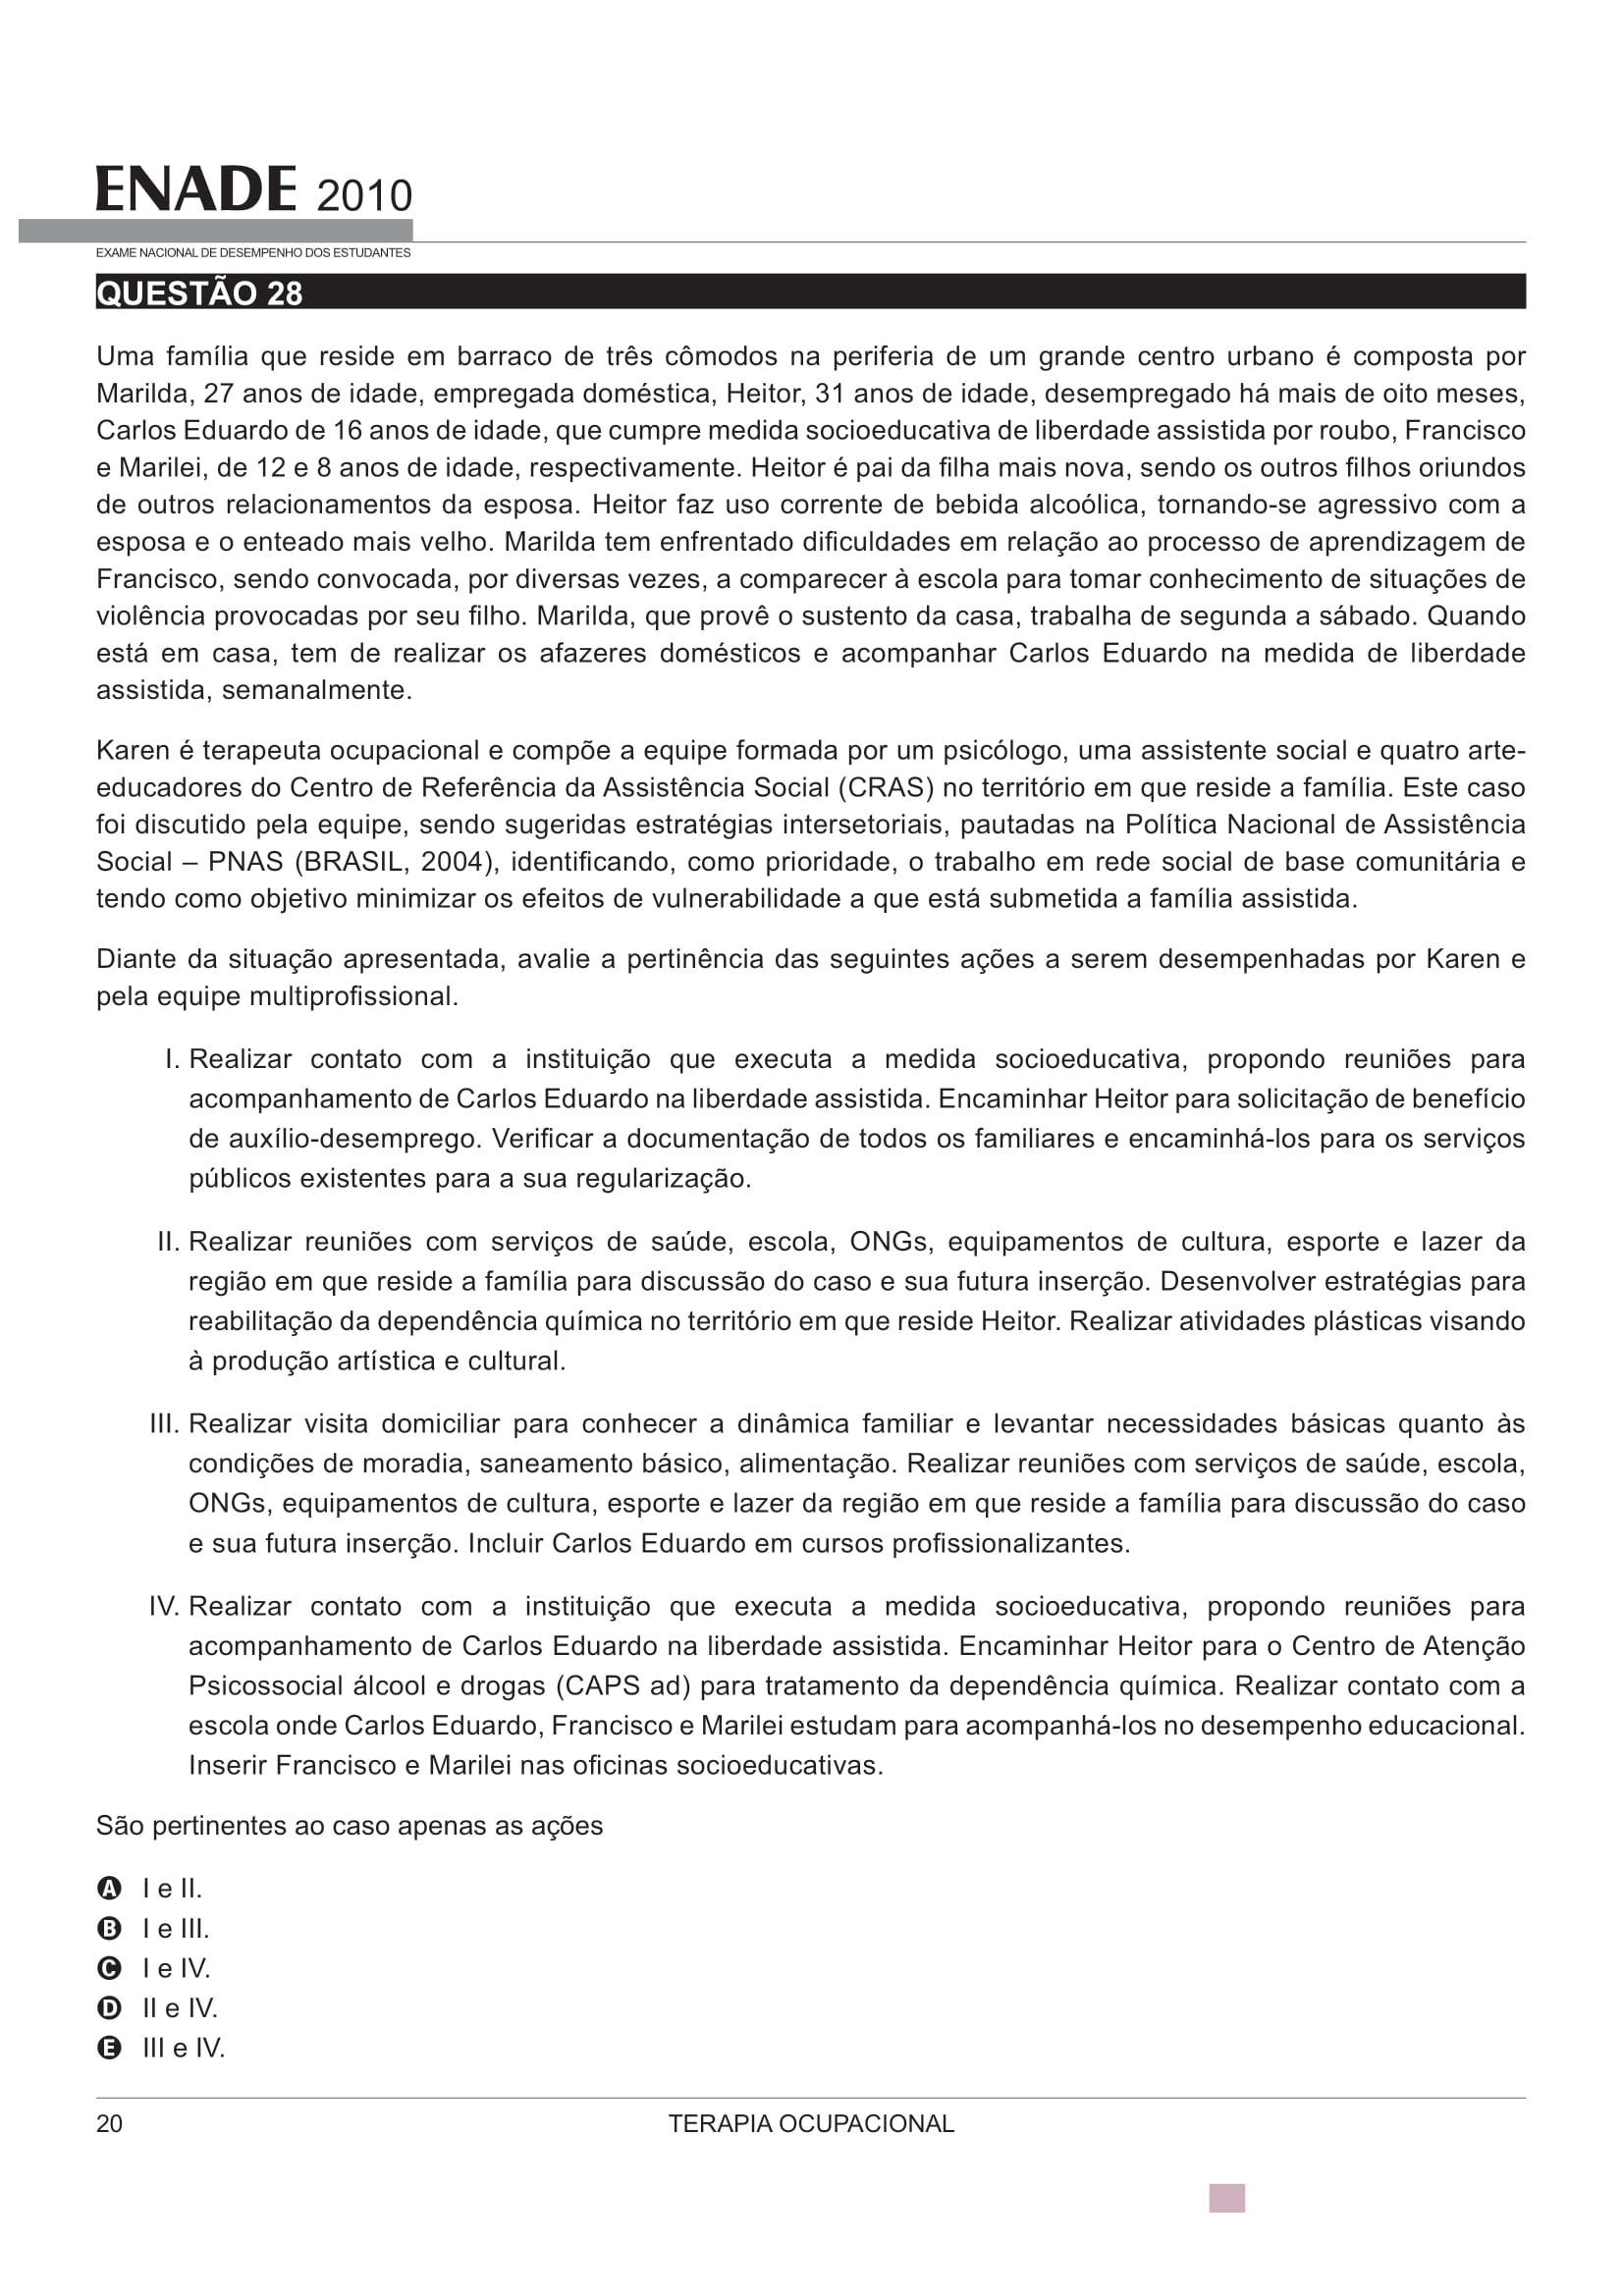 ENADE 2010
EXAME NACIONAL DE DESEMPENHO DOS ESTUDANTES
QUESTÃO 28
Uma família que reside em barraco de três cômodos na periferia de um grande centro urbano é composta por
Marilda, 27 anos de idade, empregada doméstica, Heitor, 31 anos de idade, desempregado há mais de oito meses,
Carlos Eduardo de 16 anos de idade, que cumpre medida socioeducativa de liberdade assistida por roubo, Francisco
e Marilei, de 12 e 8 anos de idade, respectivamente. Heitor é pai da filha mais nova, sendo os outros filhos oriundos
de outros relacionamentos da esposa. Heitor faz uso corrente de bebida alcoólica, tornando-se agressivo com a
esposa e o enteado mais velho. Marilda tem enfrentado dificuldades em relação ao processo de aprendizagem de
Francisco, sendo convocada, por diversas vezes, a comparecer à escola para tomar conhecimento de situações de
violência provocadas por seu filho. Marilda, que provê o sustento da casa, trabalha de segunda a sábado. Quando
está em casa, tem de realizar os afazeres domésticos e acompanhar Carlos Eduardo na medida de liberdade
assistida, semanalmente.
Karen é terapeuta ocupacional e compõe a equipe formada por um psicólogo, uma assistente social e quatro arte-
educadores do Centro de Referência da Assistência Social (CRAS) no território em que reside a família. Este caso
foi discutido pela equipe, sendo sugeridas estratégias intersetoriais, pautadas na Política Nacional de Assistência
Social – PNAS (BRASIL, 2004), identificando, como prioridade, o trabalho em rede social de base comunitária e
tendo como objetivo minimizar os efeitos de vulnerabilidade a que está submetida a família assistida.
Diante da situação apresentada, avalie a pertinência das seguintes ações a serem desempenhadas por Karen e
pela equipe multiprofissional.
I. Realizar contato com a instituição que executa a medida socioeducativa, propondo reuniões para
acompanhamento de Carlos Eduardo na liberdade assistida. Encaminhar Heitor para solicitação de benefício
de auxílio-desemprego. Verificar a documentação de todos os familiares e encaminhá-los para os serviços
públicos existentes para a sua regularização.
II. Realizar reuniões com serviços de saúde, escola, ONGs, equipamentos de cultura, esporte e lazer da
região em que reside a família para discussão do caso e sua futura inserção. Desenvolver estratégias para
reabilitação da dependência química no território em que reside Heitor. Realizar atividades plásticas visando
à produção artística e cultural.
III. Realizar visita domiciliar para conhecer a dinâmica familiar e levantar necessidades básicas quanto às
condições de moradia, saneamento básico, alimentação. Realizar reuniões com serviços de saúde, escola,
ONGs, equipamentos de cultura, esporte e lazer da região em que reside a família para discussão do caso
e sua futura inserção. Incluir Carlos Eduardo em cursos profissionalizantes.
IV. Realizar contato com a instituição que executa a medida socioeducativa, propondo reuniões para
acompanhamento de Carlos Eduardo na liberdade assistida. Encaminhar Heitor para o Centro de Atenção
Psicossocial álcool e drogas (CAPS ad) para tratamento da dependência química. Realizar contato com a
escola onde Carlos Eduardo, Francisco e Marilei estudam para acompanhá-los no desempenho educacional.
Inserir Francisco e Marilei nas oficinas socioeducativas.
São pertinentes ao caso apenas as ações
A I e II.
B I e III.
C I e IV.
D II e IV.
E III e IV.
20 TERAPIA OCUPACIONAL